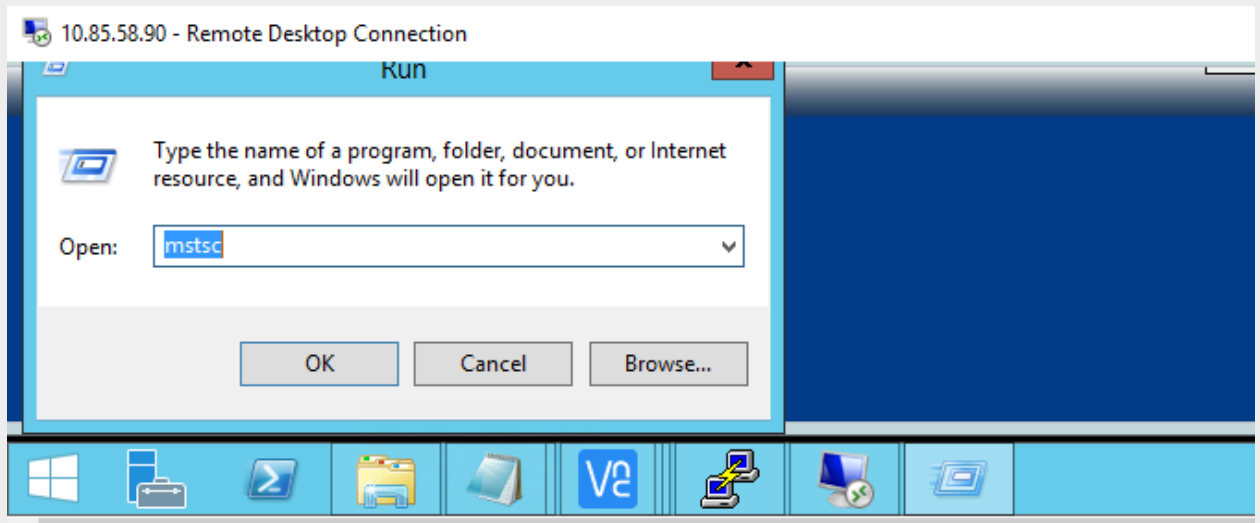 10.85.58.90 - Remote Desktop Connection
Run
Type the name of a program, folder, document, or Internet
resource, and Windows will open it for you.
Open:
mstsc
OK
Cancel
Browse...